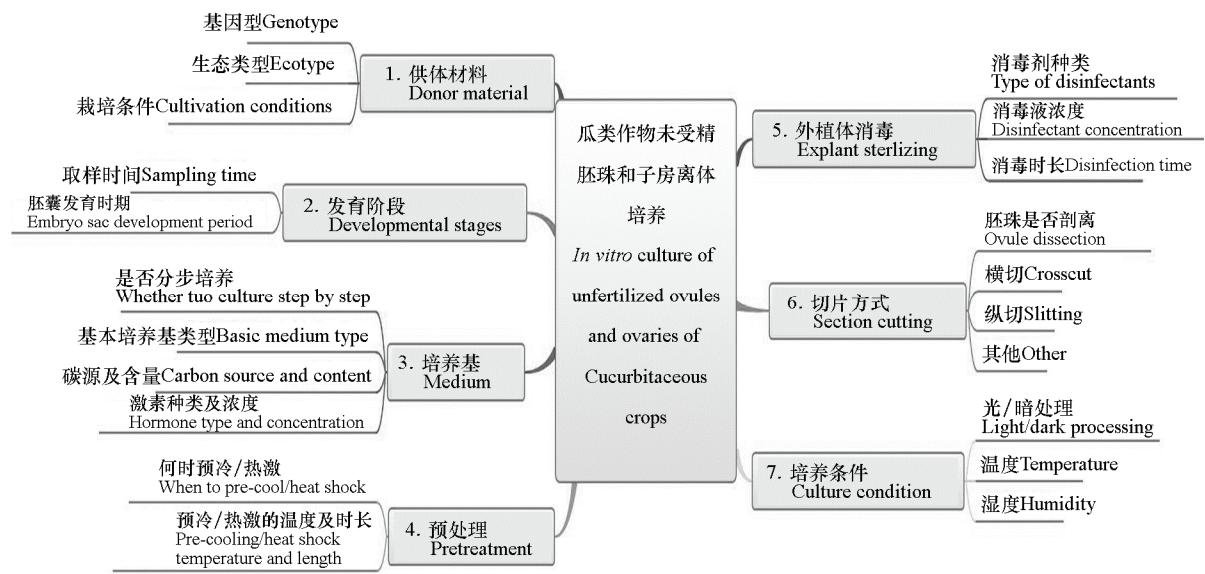 基因型Genotype
生态类型Ecotype
栽培条件Cultivation conditions
1. 供体材料
Donor material
取样时间Sampling time
胚囊发育时期
Embryo sac development period
2. 发育阶段
Developmental stages
是否分步培养
Whether tuo culture step by step
基本培养基类型Basic medium type
碳源及含量Carbon source and content
激素种类及浓度
Hormone type and concentration
3. 培养基
Medium
何时预冷/热激
When to pre-cool/heat shock
预冷/热激的温度及时长
Pre-cooling/heat shock
temperature and length
4. 预处理
Pretreatment
瓜类作物未受精
胚珠和子房离体
培养
In vitro culture of
unfertilized ovules
and ovaries of
Cucurbitaceous
crops
5. 外植体消毒
Explant sterlizing
消毒剂种类
Type of disinfectants
消毒液浓度
Disinfectant concentration
消毒时长Disinfection time
6. 切片方式
Section cutting
胚珠是否剖离
Ovule dissection
横切Crosscut
纵切Slitting
其他Other
7. 培养条件
Culture condition
光/暗处理
Light/dark processing
温度Temperature
湿度Humidity